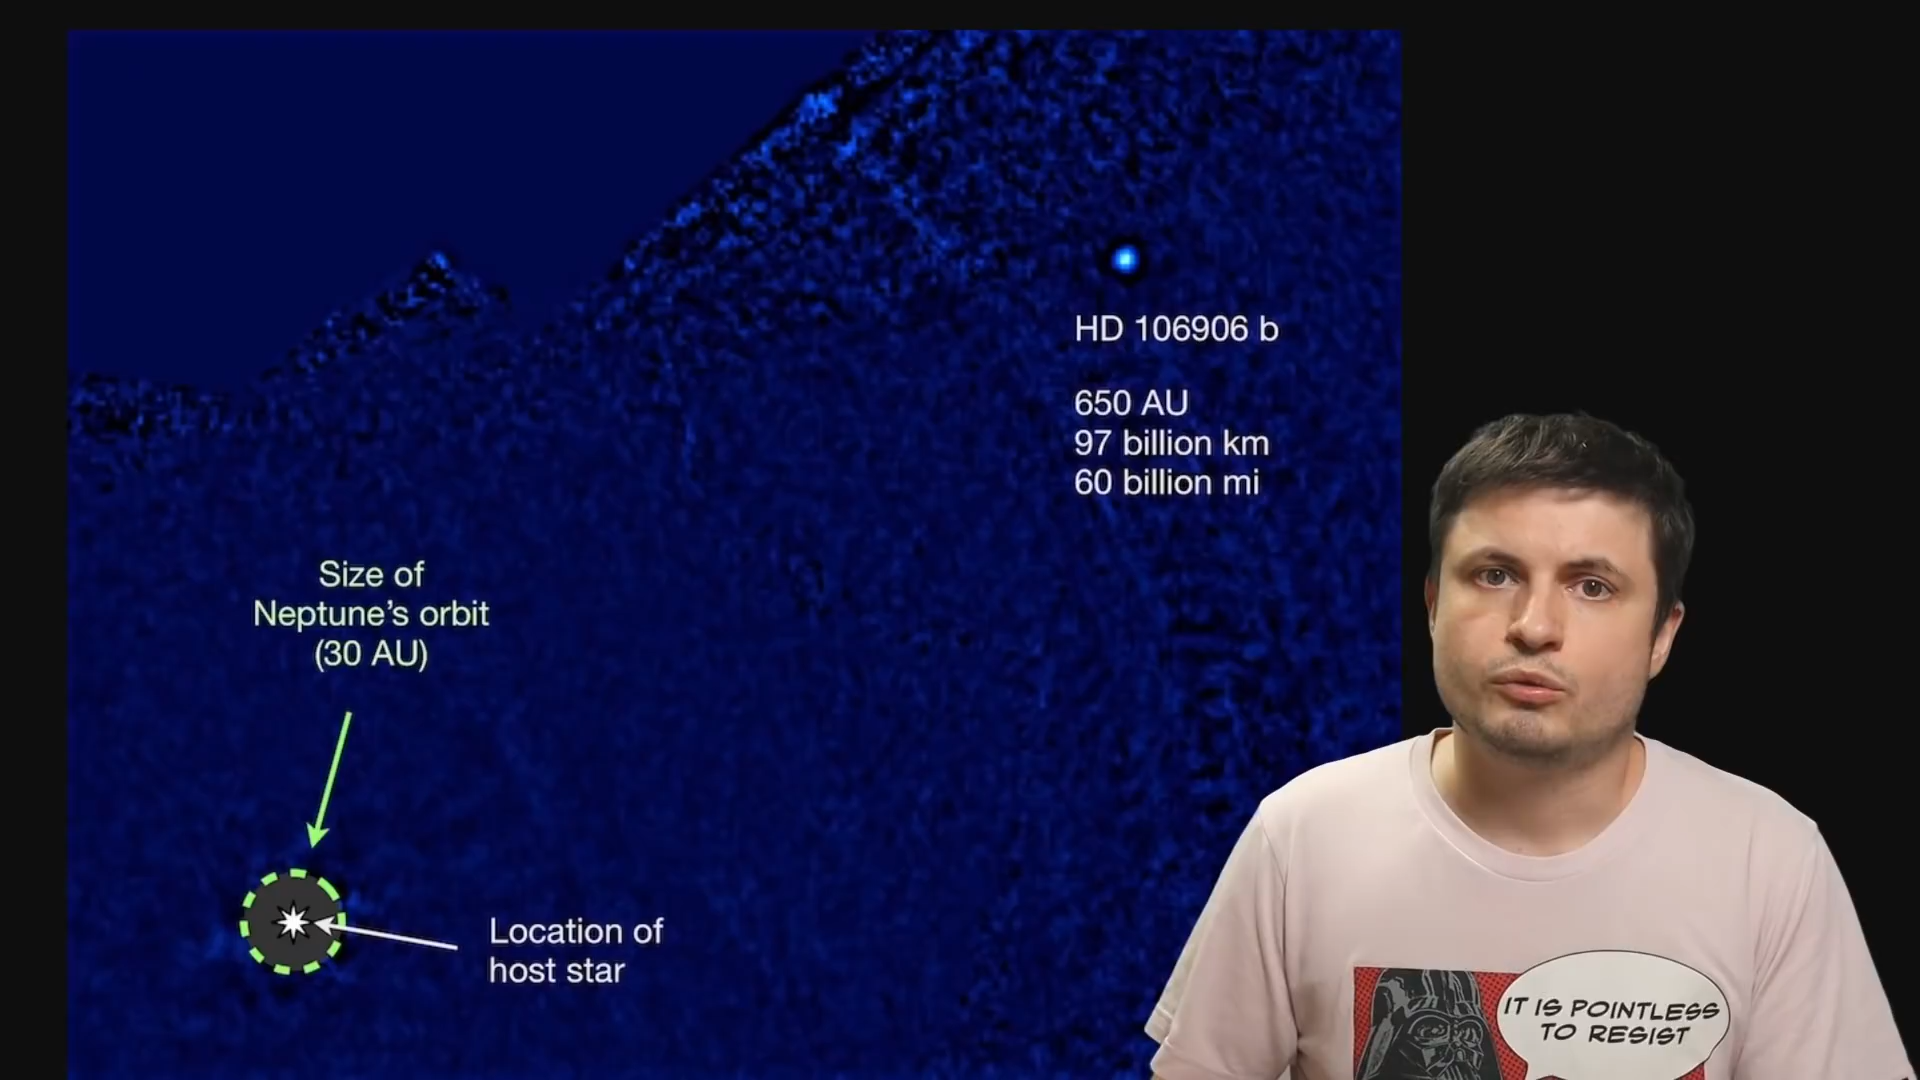 HD 106906 b
650 AU
97 billion km
60 billion mi
Size of
Neptune's orbit
(30 AU)
Location of
host star
IT IS POINTLESS
TO RESIST